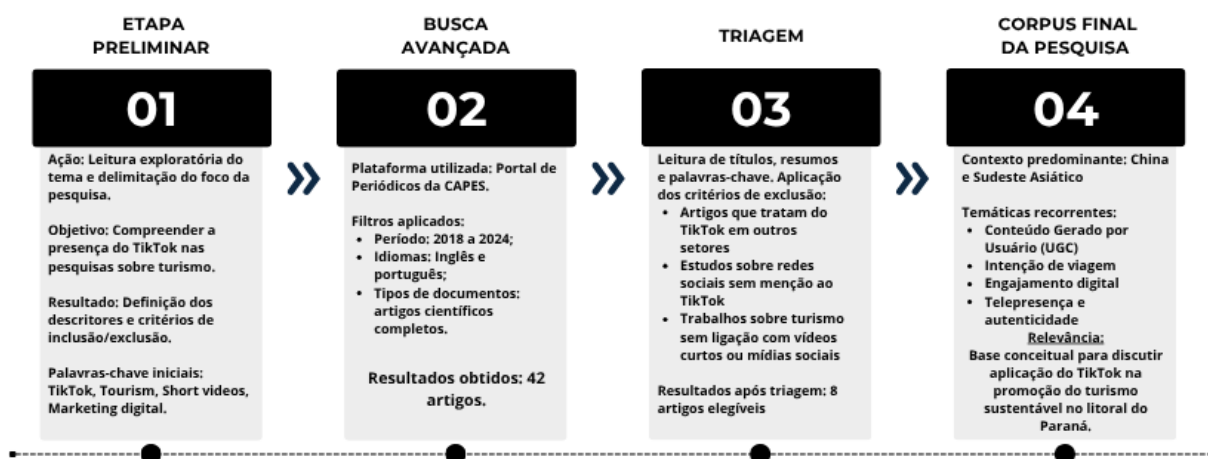 ETAPA
PRELIMINAR
01
Ação: Leitura exploratória do
tema e delimitação do foco da
pesquisa.
Objetivo: Compreender a
presença do TikTok nas
pesquisas sobre turismo.
Resultado: Definição dos
descritores e critérios de
inclusão/exclusão.
Palavras-chave iniciais:
TikTok, Tourism, Short videos,
Marketing digital.
BUSCA
AVANÇADA
02
Plataforma utilizada: Portal de
Periódicos da CAPES.
Filtros aplicados:
• Período: 2018 a 2024;
• Idiomas: Inglês e
português;
• Tipos de documentos:
artigos científicos
completos.
Resultados obtidos: 42
artigos.
TRIAGEM
03
Leitura de títulos, resumos
e palavras-chave. Aplicação
dos critérios de exclusão:
• Artigos que tratam do
TikTok em outros
setores
• Estudos sobre redes
sociais sem menção ao
TikTok
• Trabalhos sobre turismo
sem ligação com vídeos
curtos ou mídias sociais
Resultados após triagem: 8
artigos elegíveis
CORPUS FINAL
DA PESQUISA
04
Contexto predominante: China
e Sudeste Asiático
Temáticas recorrentes:
• Conteúdo Gerado por
Usuário (UGC)
• Intenção de viagem
• Engajamento digital
• Telepresença e
autenticidade
Relevância:
Base conceitual para discutir
aplicação do TikTok na
promoção do turismo
sustentável no litoral do
Paraná.